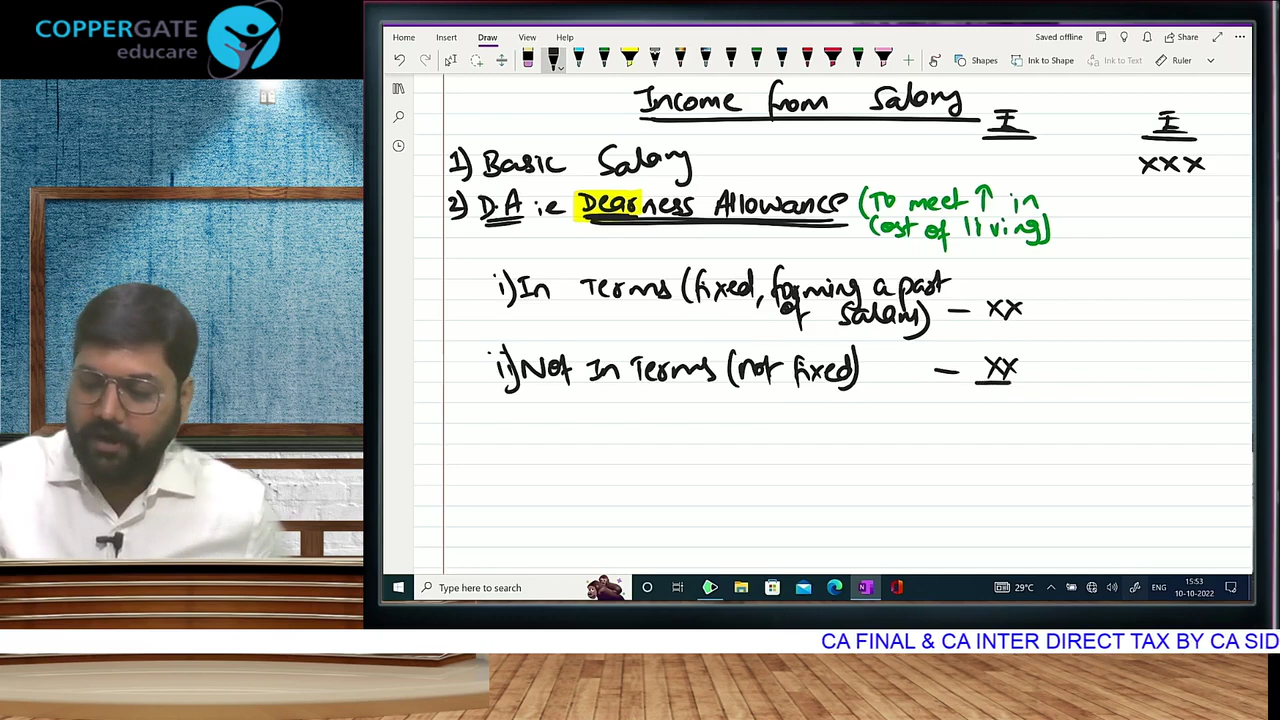 COPPERGATE
educare
Home Insert Draw View Help
Saved offline
Share
Shapes
Ink to Shape
Ink to Text
Ruler
Income from Salary
₹ ₹
1) Basic Salary xxx
2) D.A ie Dearness Allowance (To meet ↑ in
cost of living)
i) In Terms (fixed, forming a part
of salary) – xx
ii) Not In Terms (not fixed) – xx
Type here to search
29°C
ENG
15:53
10-10-2022
CA FINAL & CA INTER DIRECT TAX BY CA SID